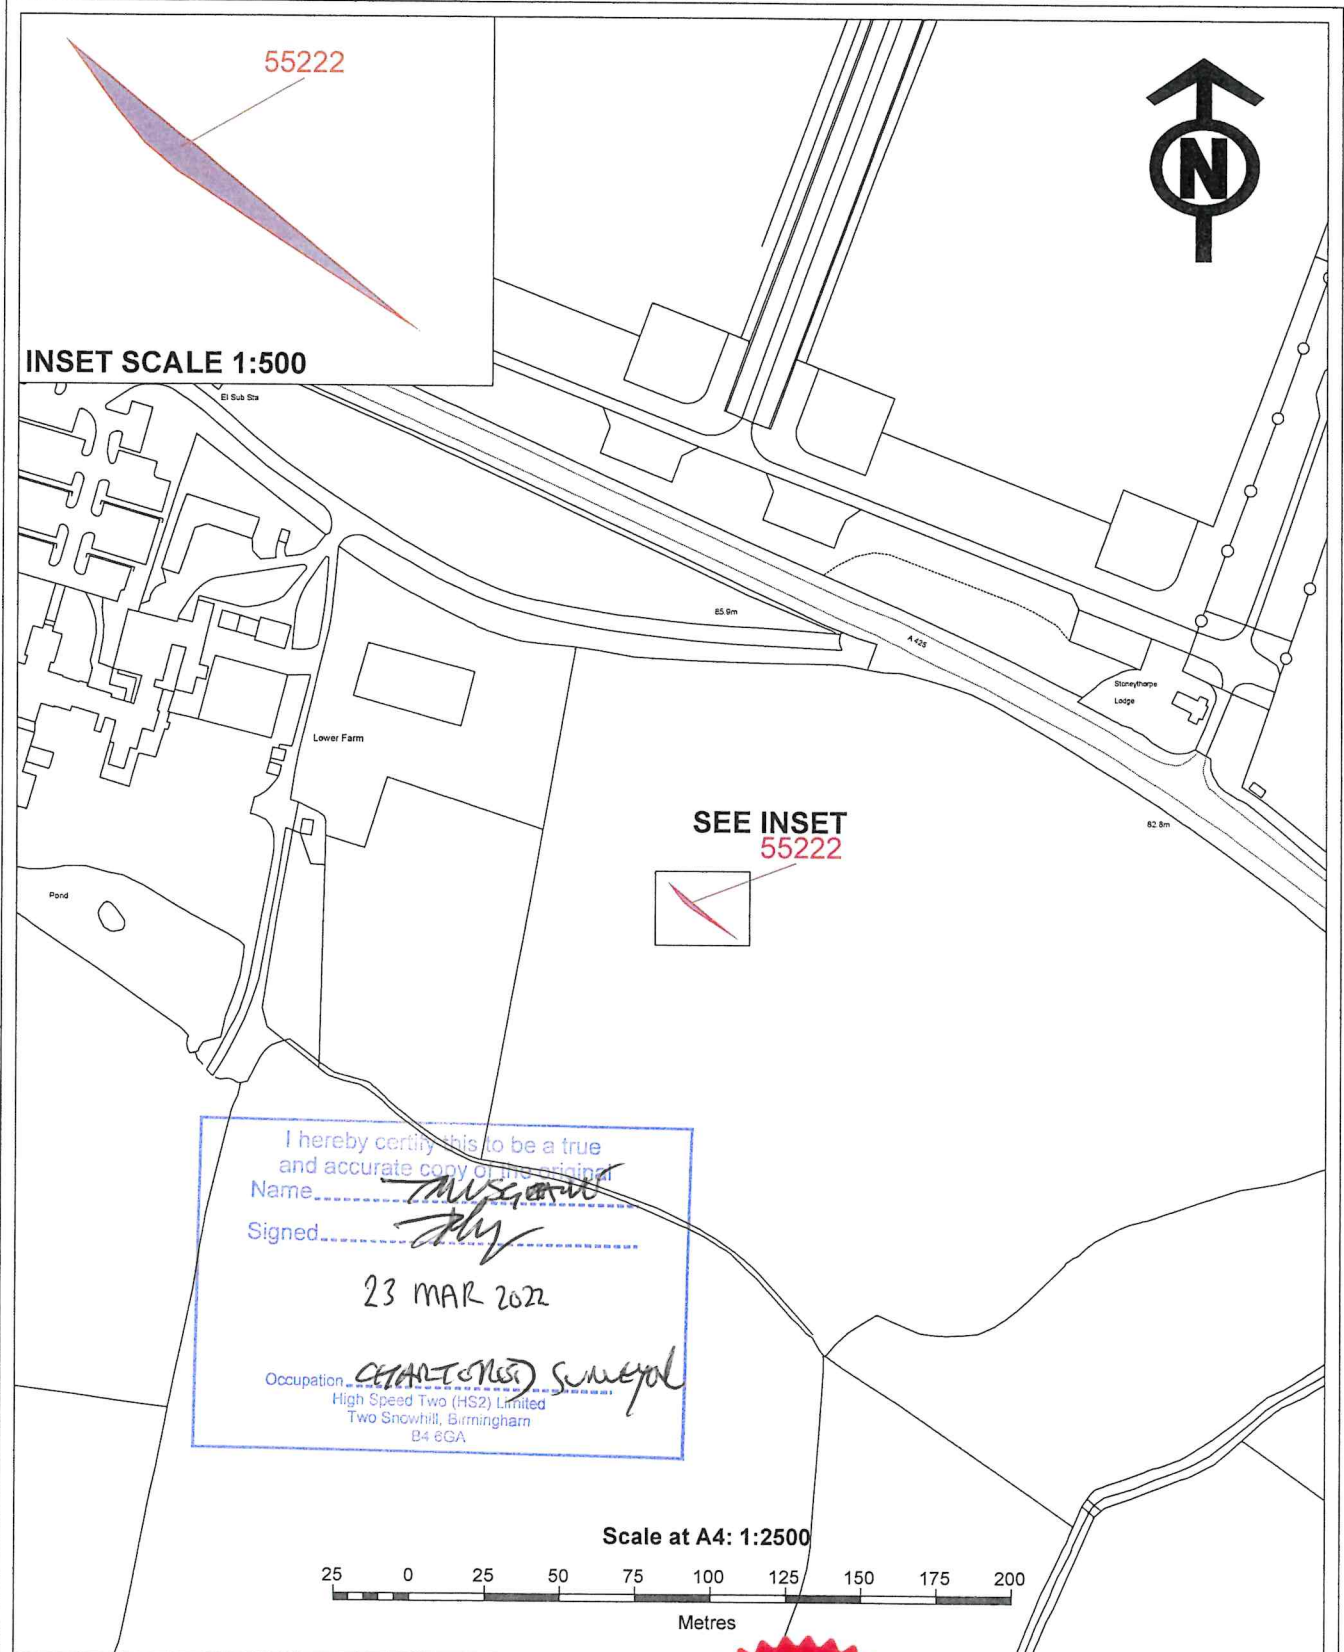 55222
N
INSET SCALE 1:500
El Sub Sta
85.9m
A 425
Stoneythorpe
Lodge
Lower Farm
SEE INSET
55222
82.8m
Pond
I hereby certify this to be a true
and accurate copy of the original
Name
Signed
23 MAR 2022
Occupation CHARTERED SURVEYOR
High Speed Two (HS2) Limited
Two Snowhill, Birmingham
B4 6GA
Scale at A4: 1:2500
25 0 25 50 75 100 125 150 175 200
Metres